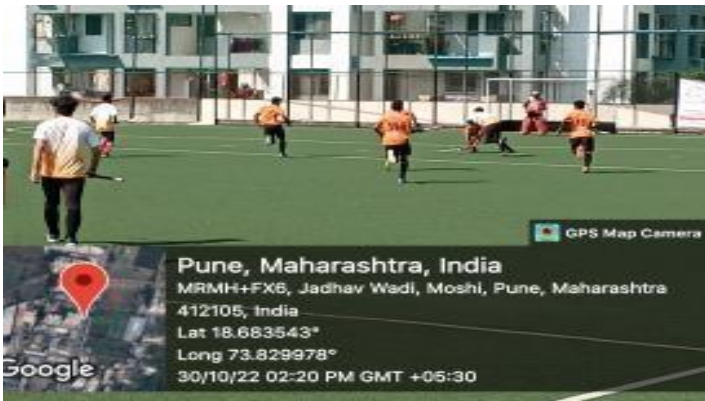 GPS Map Camera
Pune, Maharashtra, India
MRMH+FX6, Jadhav Wadi, Moshi, Pune, Maharashtra
412105, India
Lat 18.683543°
Long 73.829978°
30/10/22 02:20 PM GMT +05:30
Google